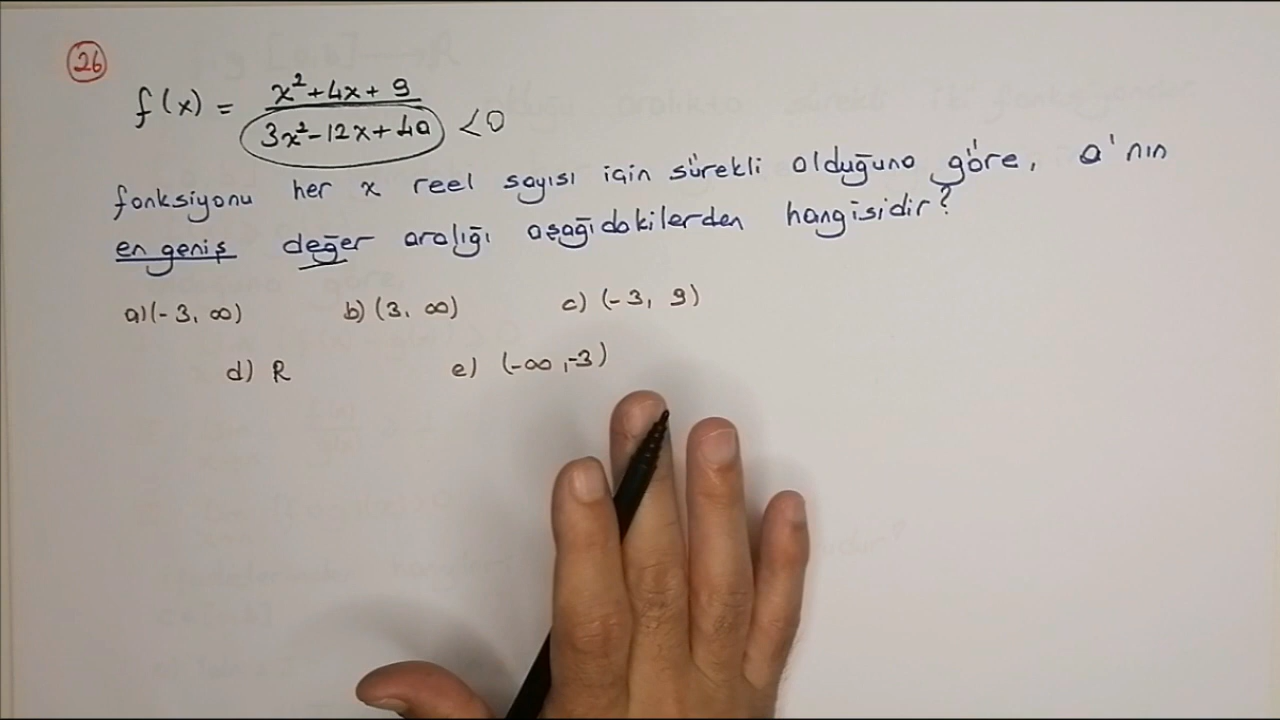 26
f(x) = x²+4x+9 / 3x²-12x+4a <0
fonksiyonu her x reel sayısı için sürekli olduğuna göre, a'nın
en geniş değer aralığı aşağıdakilerden hangisidir?
a) (-3, ∞) b) (3, ∞) c) (-3, 9)
d) R e) (-∞,-3)